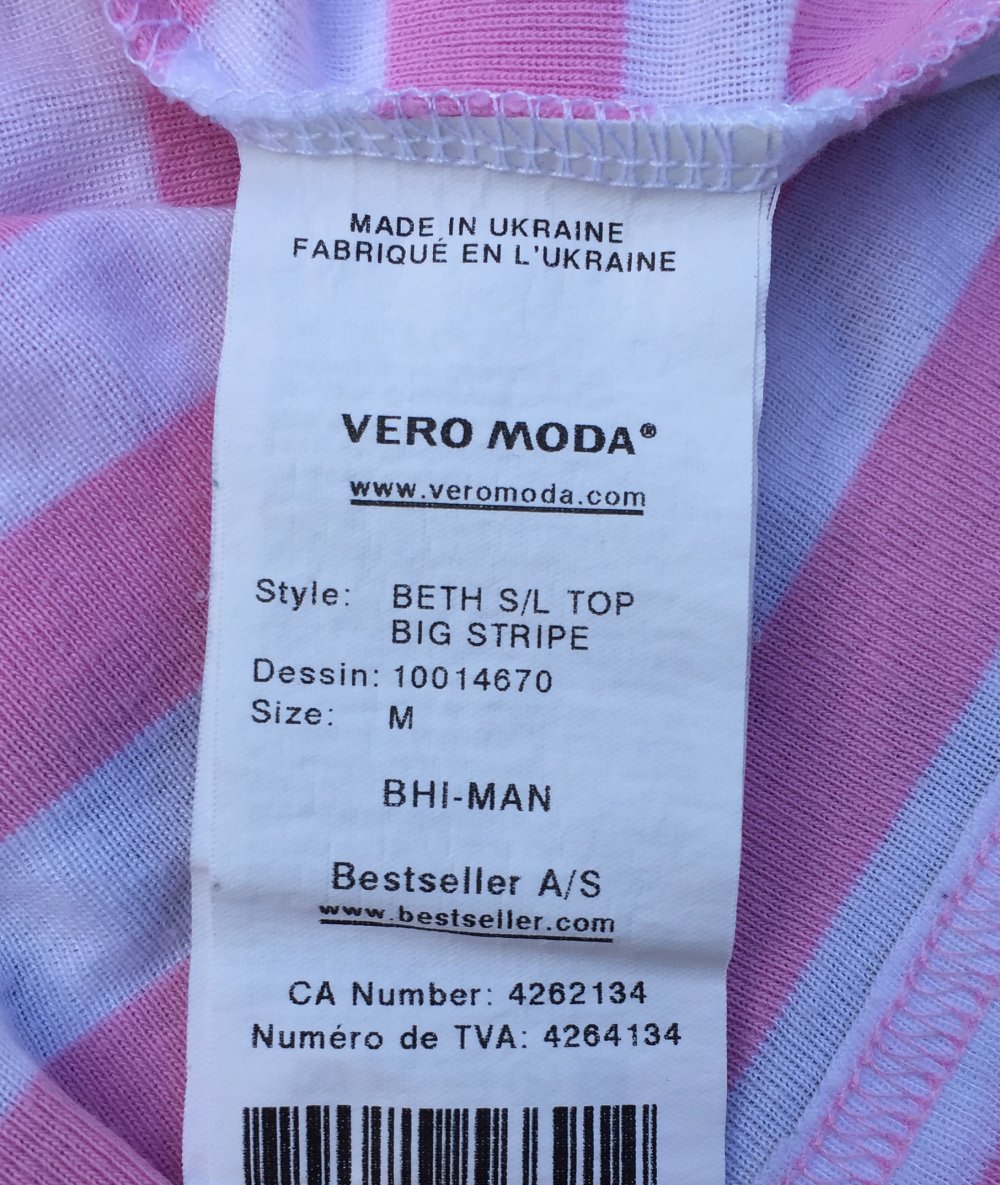 MADE IN UKRAINE
FABRIQUÉ EN L'UKRAINE
VERO MODA®
www.veromoda.com
Style: BETH S/L TOP
BIG STRIPE
Dessin: 10014670
Size: M
BHI-MAN
Bestseller A/S
www.bestseller.com
CA Number: 4262134
Numéro de TVA: 4264134